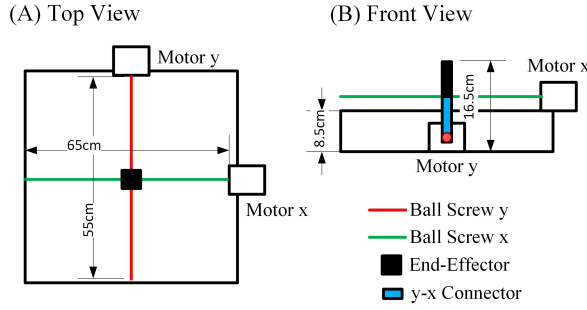 (A) Top View
(B) Front View
Motor y
Motor x
65cm
55cm
Motor x
8.5cm
16.5cm
Motor y
Ball Screw y
Ball Screw x
End-Effector
y-x Connector